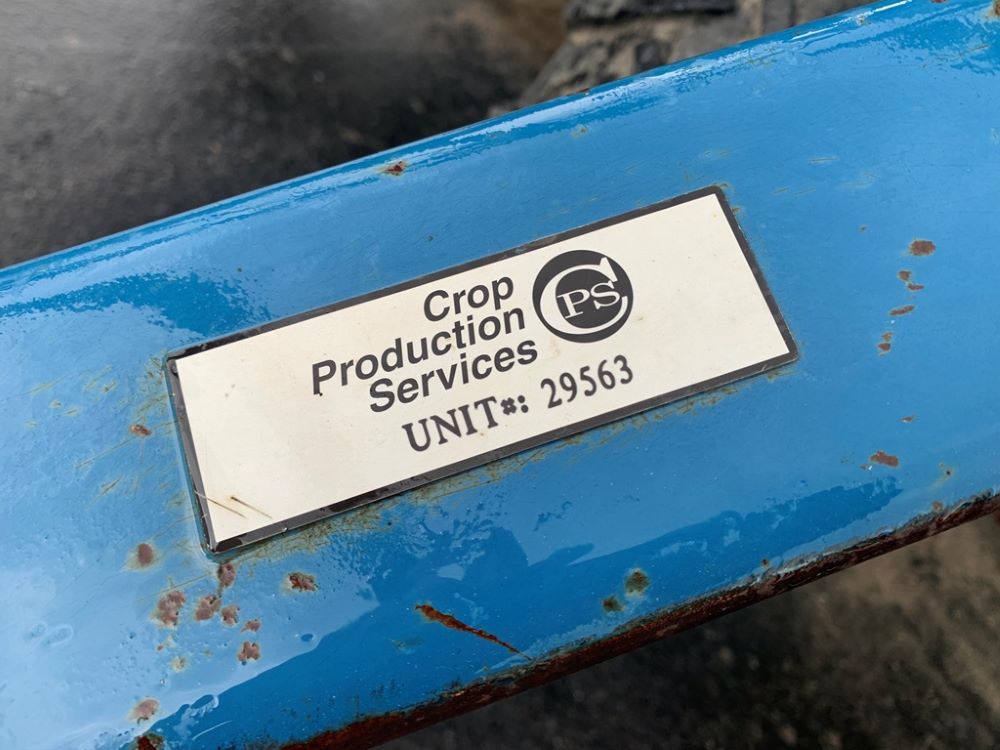 Crop
Production
Services
CPS
UNIT#: 29563